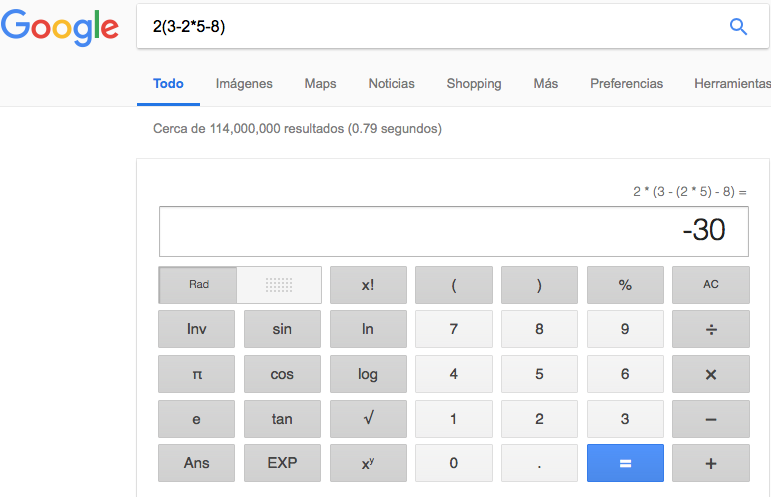 Google
2(3-2*5-8)
Todo Imágenes Maps Noticias Shopping Más Preferencias Herramientas
Cerca de 114,000,000 resultados (0.79 segundos)
2 * (3 - (2 * 5) - 8) =
-30
Rad x! ( ) % AC
Inv sin ln 7 8 9 ÷
π cos log 4 5 6 ×
e tan √ 1 2 3 −
Ans EXP xʸ 0 . = +